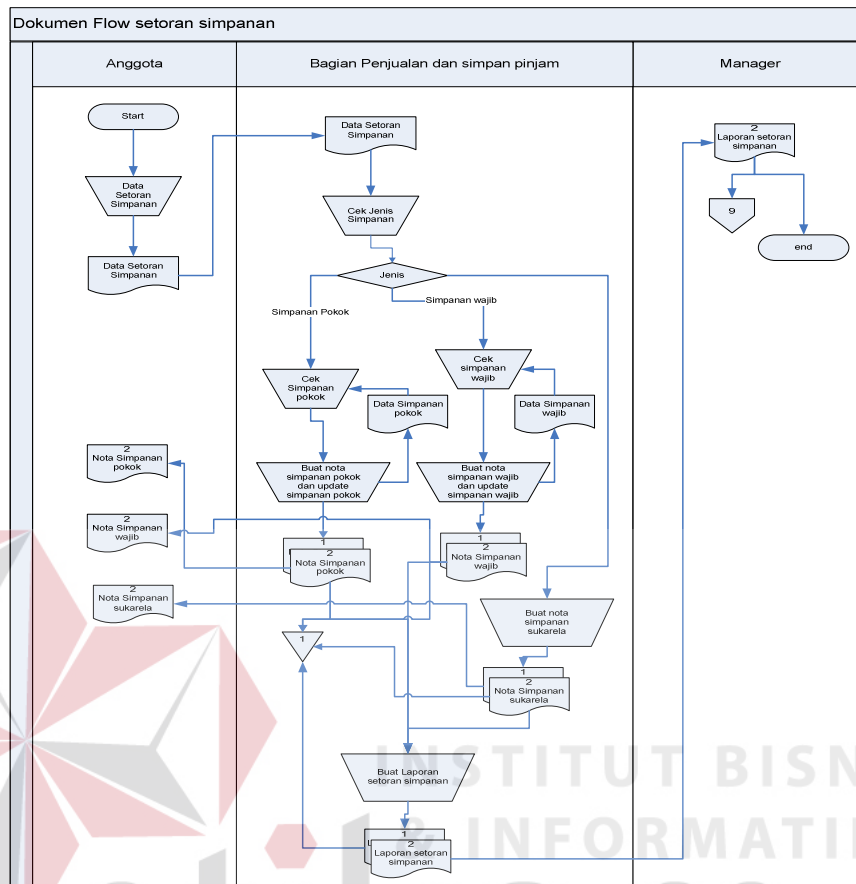 Dokumen Flow setoran simpanan
Anggota
Bagian Penjualan dan simpan pinjam
Manager
Start
Data
Setoran
Simpanan
Data Setoran
Simpanan
Data Setoran
Simpanan
Cek Jenis
Simpanan
Jenis
Simpanan Pokok
Simpanan wajib
Cek
Simpanan
pokok
Data Simpanan
pokok
Cek
simpanan
wajib
Data Simpanan
wajib
Buat nota
simpanan pokok
dan update
simpanan pokok
Buat nota
simpanan wajib
dan update
simpanan wajib
2
Nota Simpanan
pokok
2
Nota Simpanan
wajib
2
Nota Simpanan
sukarela
1
2
Nota Simpanan
pokok
1
2
Nota Simpanan
wajib
Buat nota
simpanan
sukarela
1
1
2
Nota Simpanan
sukarela
Buat Laporan
setoran simpanan
1
2
Laporan setoran
simpanan
2
Laporan setoran
simpanan
9
end
INSTITUT BISN
& INFORMATI